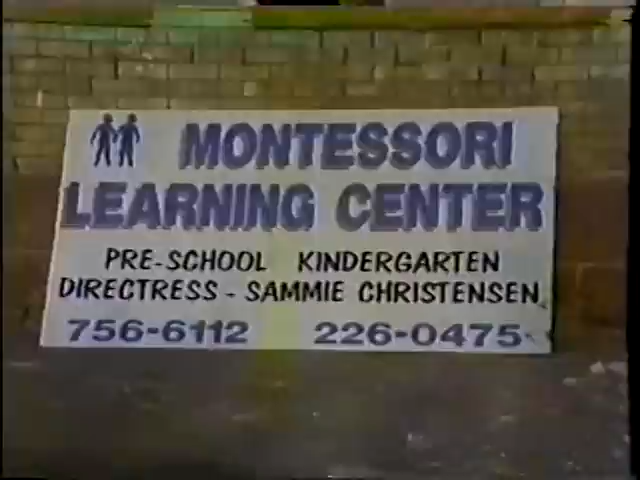 MONTESSORI
LEARNING CENTER
PRE-SCHOOL KINDERGARTEN
DIRECTRESS - SAMMIE CHRISTENSEN
756-6112 226-0475